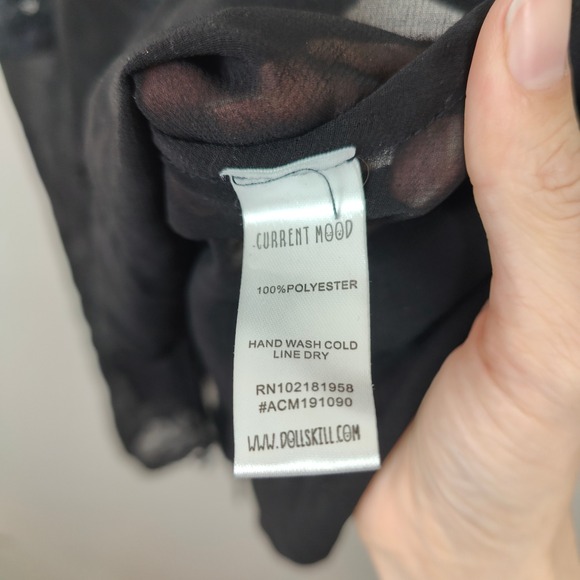 CURRENT MOOD
100%POLYESTER
HAND WASH COLD
LINE DRY
RN102181958
#ACM191090
WWW.DOLLSKILL.COM